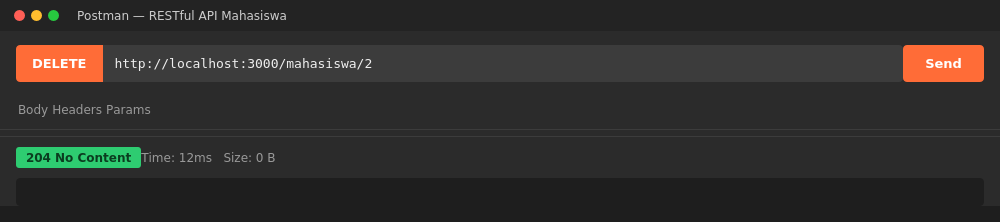 Postman — RESTful API Mahasiswa
DELETE http://localhost:3000/mahasiswa/2 Send
Body Headers Params
204 No Content Time: 12ms Size: 0 B